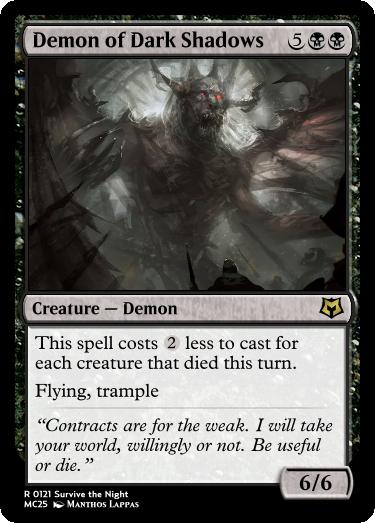 Demon of Dark Shadows 5
Creature — Demon
This spell costs 2 less to cast for
each creature that died this turn.
Flying, trample
“Contracts are for the weak. I will take
your world, willingly or not. Be useful
or die.”
6/6
R 0121 Survive the Night
MC25 Manthos Lappas